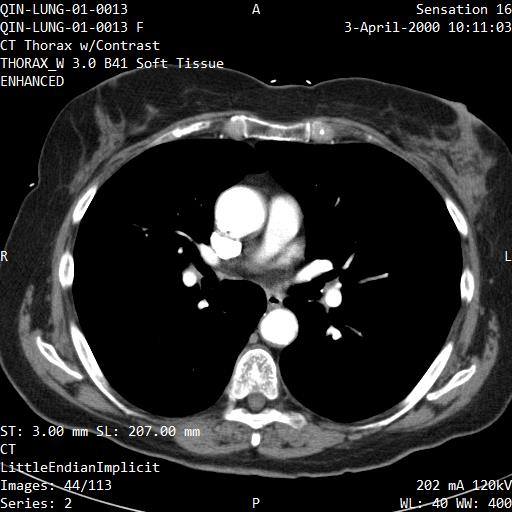 QIN-LUNG-01-0013
A
Sensation 16
QIN-LUNG-01-0013 F
3-April-2000 10:11:03
CT Thorax w/Contrast
THORAX_W 3.0 B41 Soft Tissue
ENHANCED
R
L
ST: 3.00 mm SL: 207.00 mm
CT
LittleEndianImplicit
Images: 44/113
202 mA 120kV
Series: 2
P
WL: 40 WW: 400